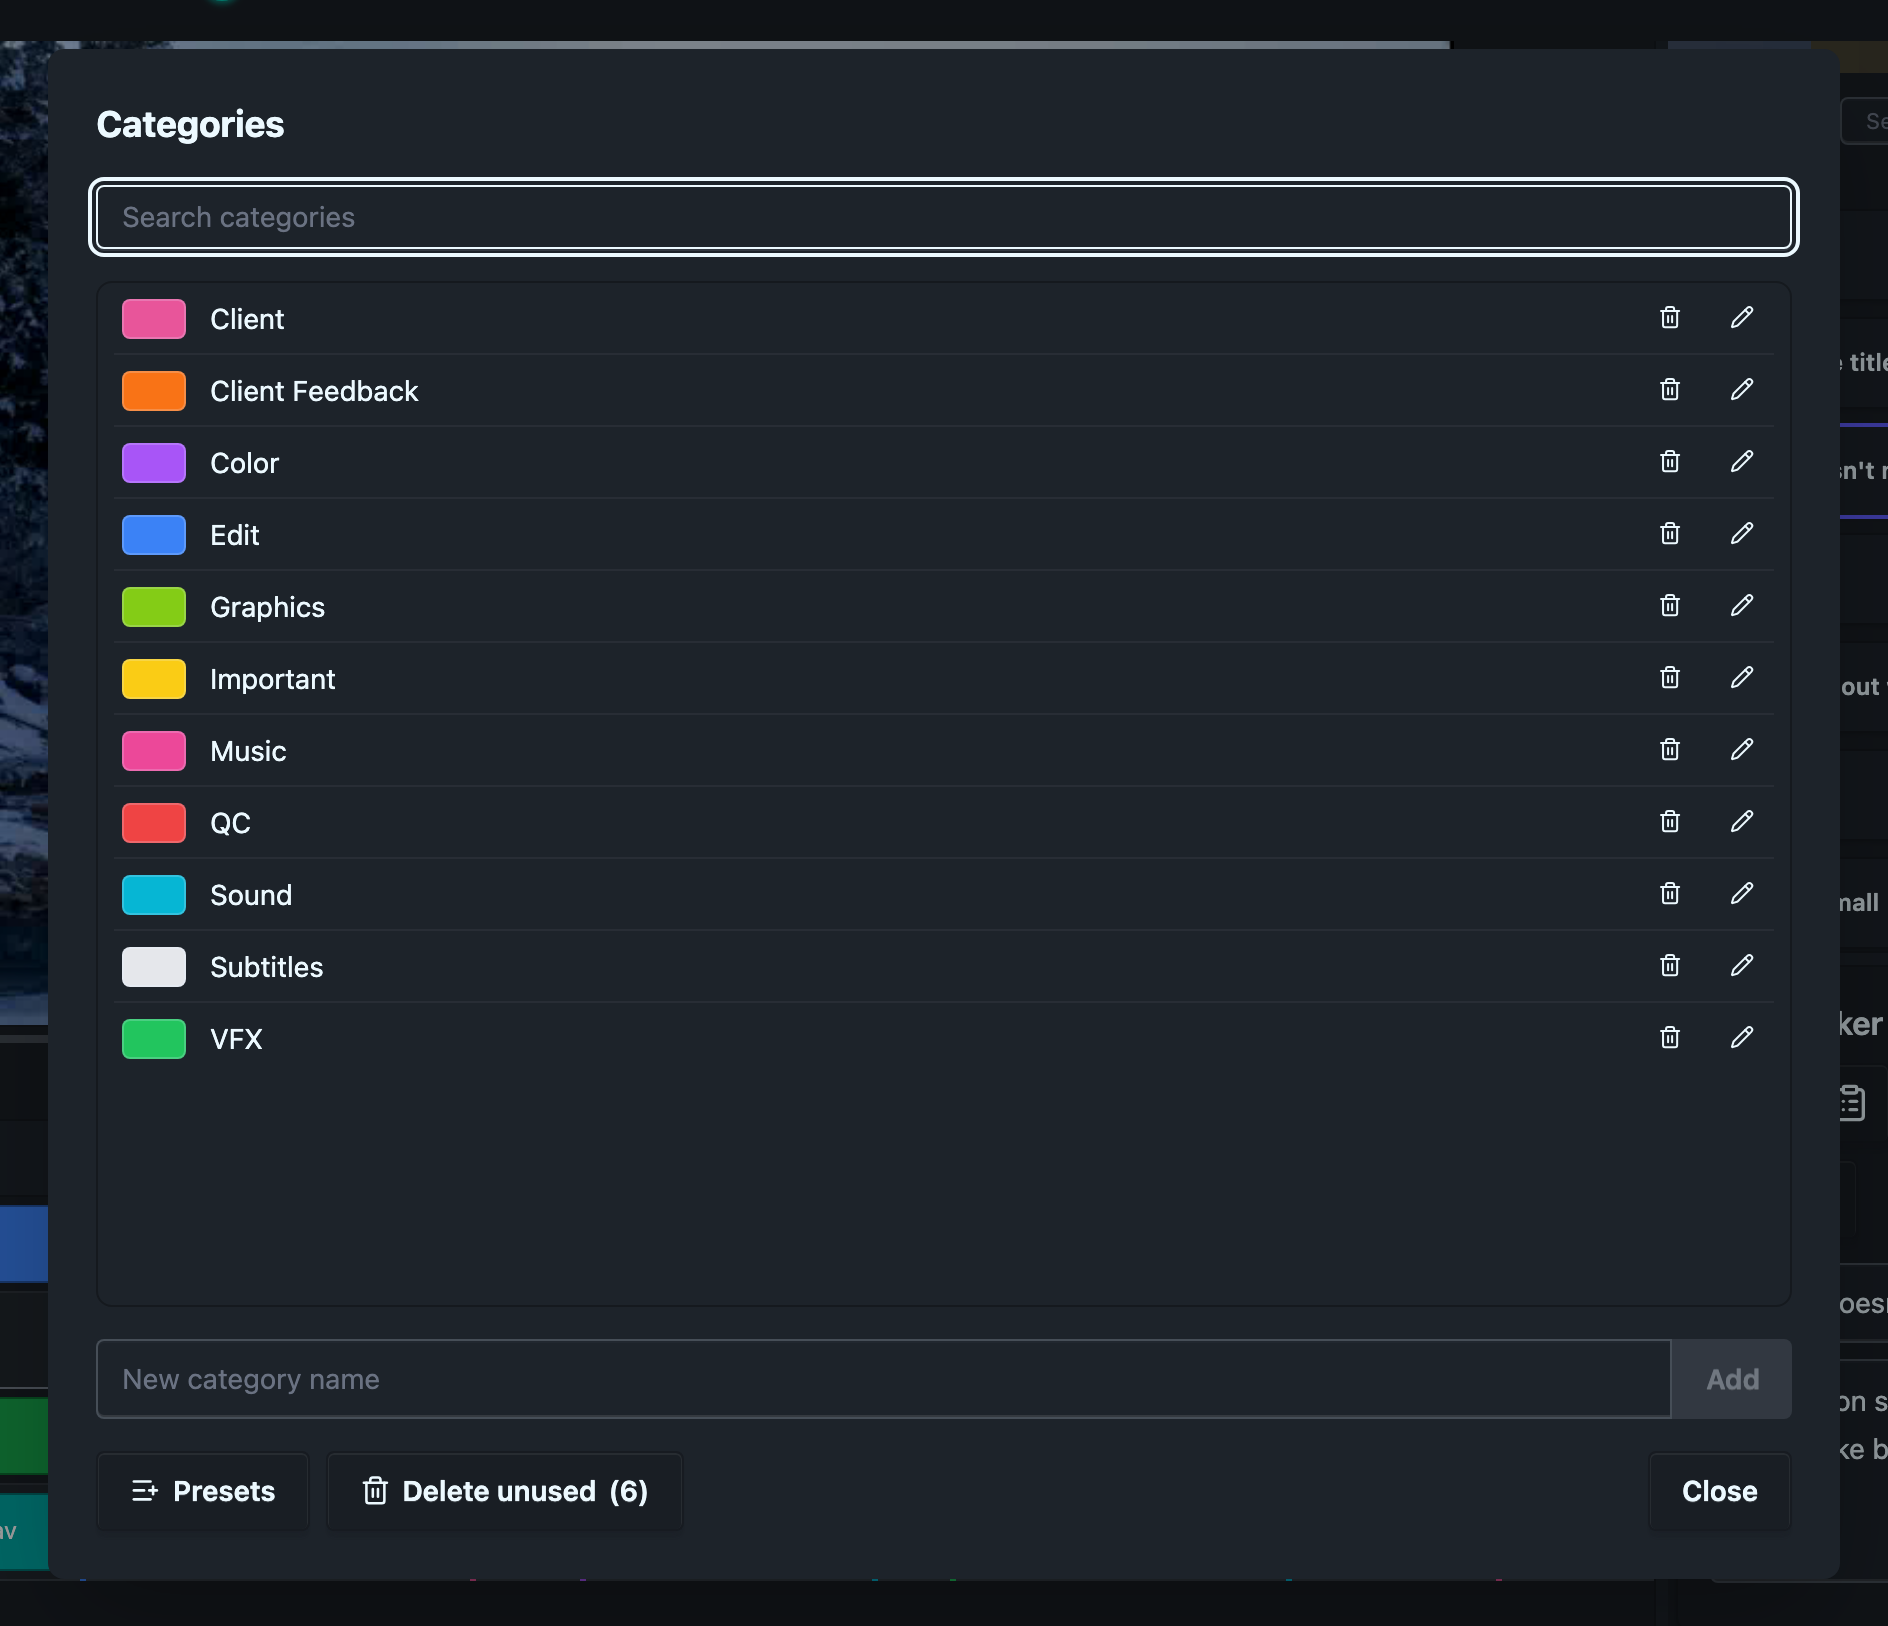 Categories
Search categories
Client
Client Feedback
Color
Edit
Graphics
Important
Music
QC
Sound
Subtitles
VFX
New category name
Add
Presets
Delete unused (6)
Close